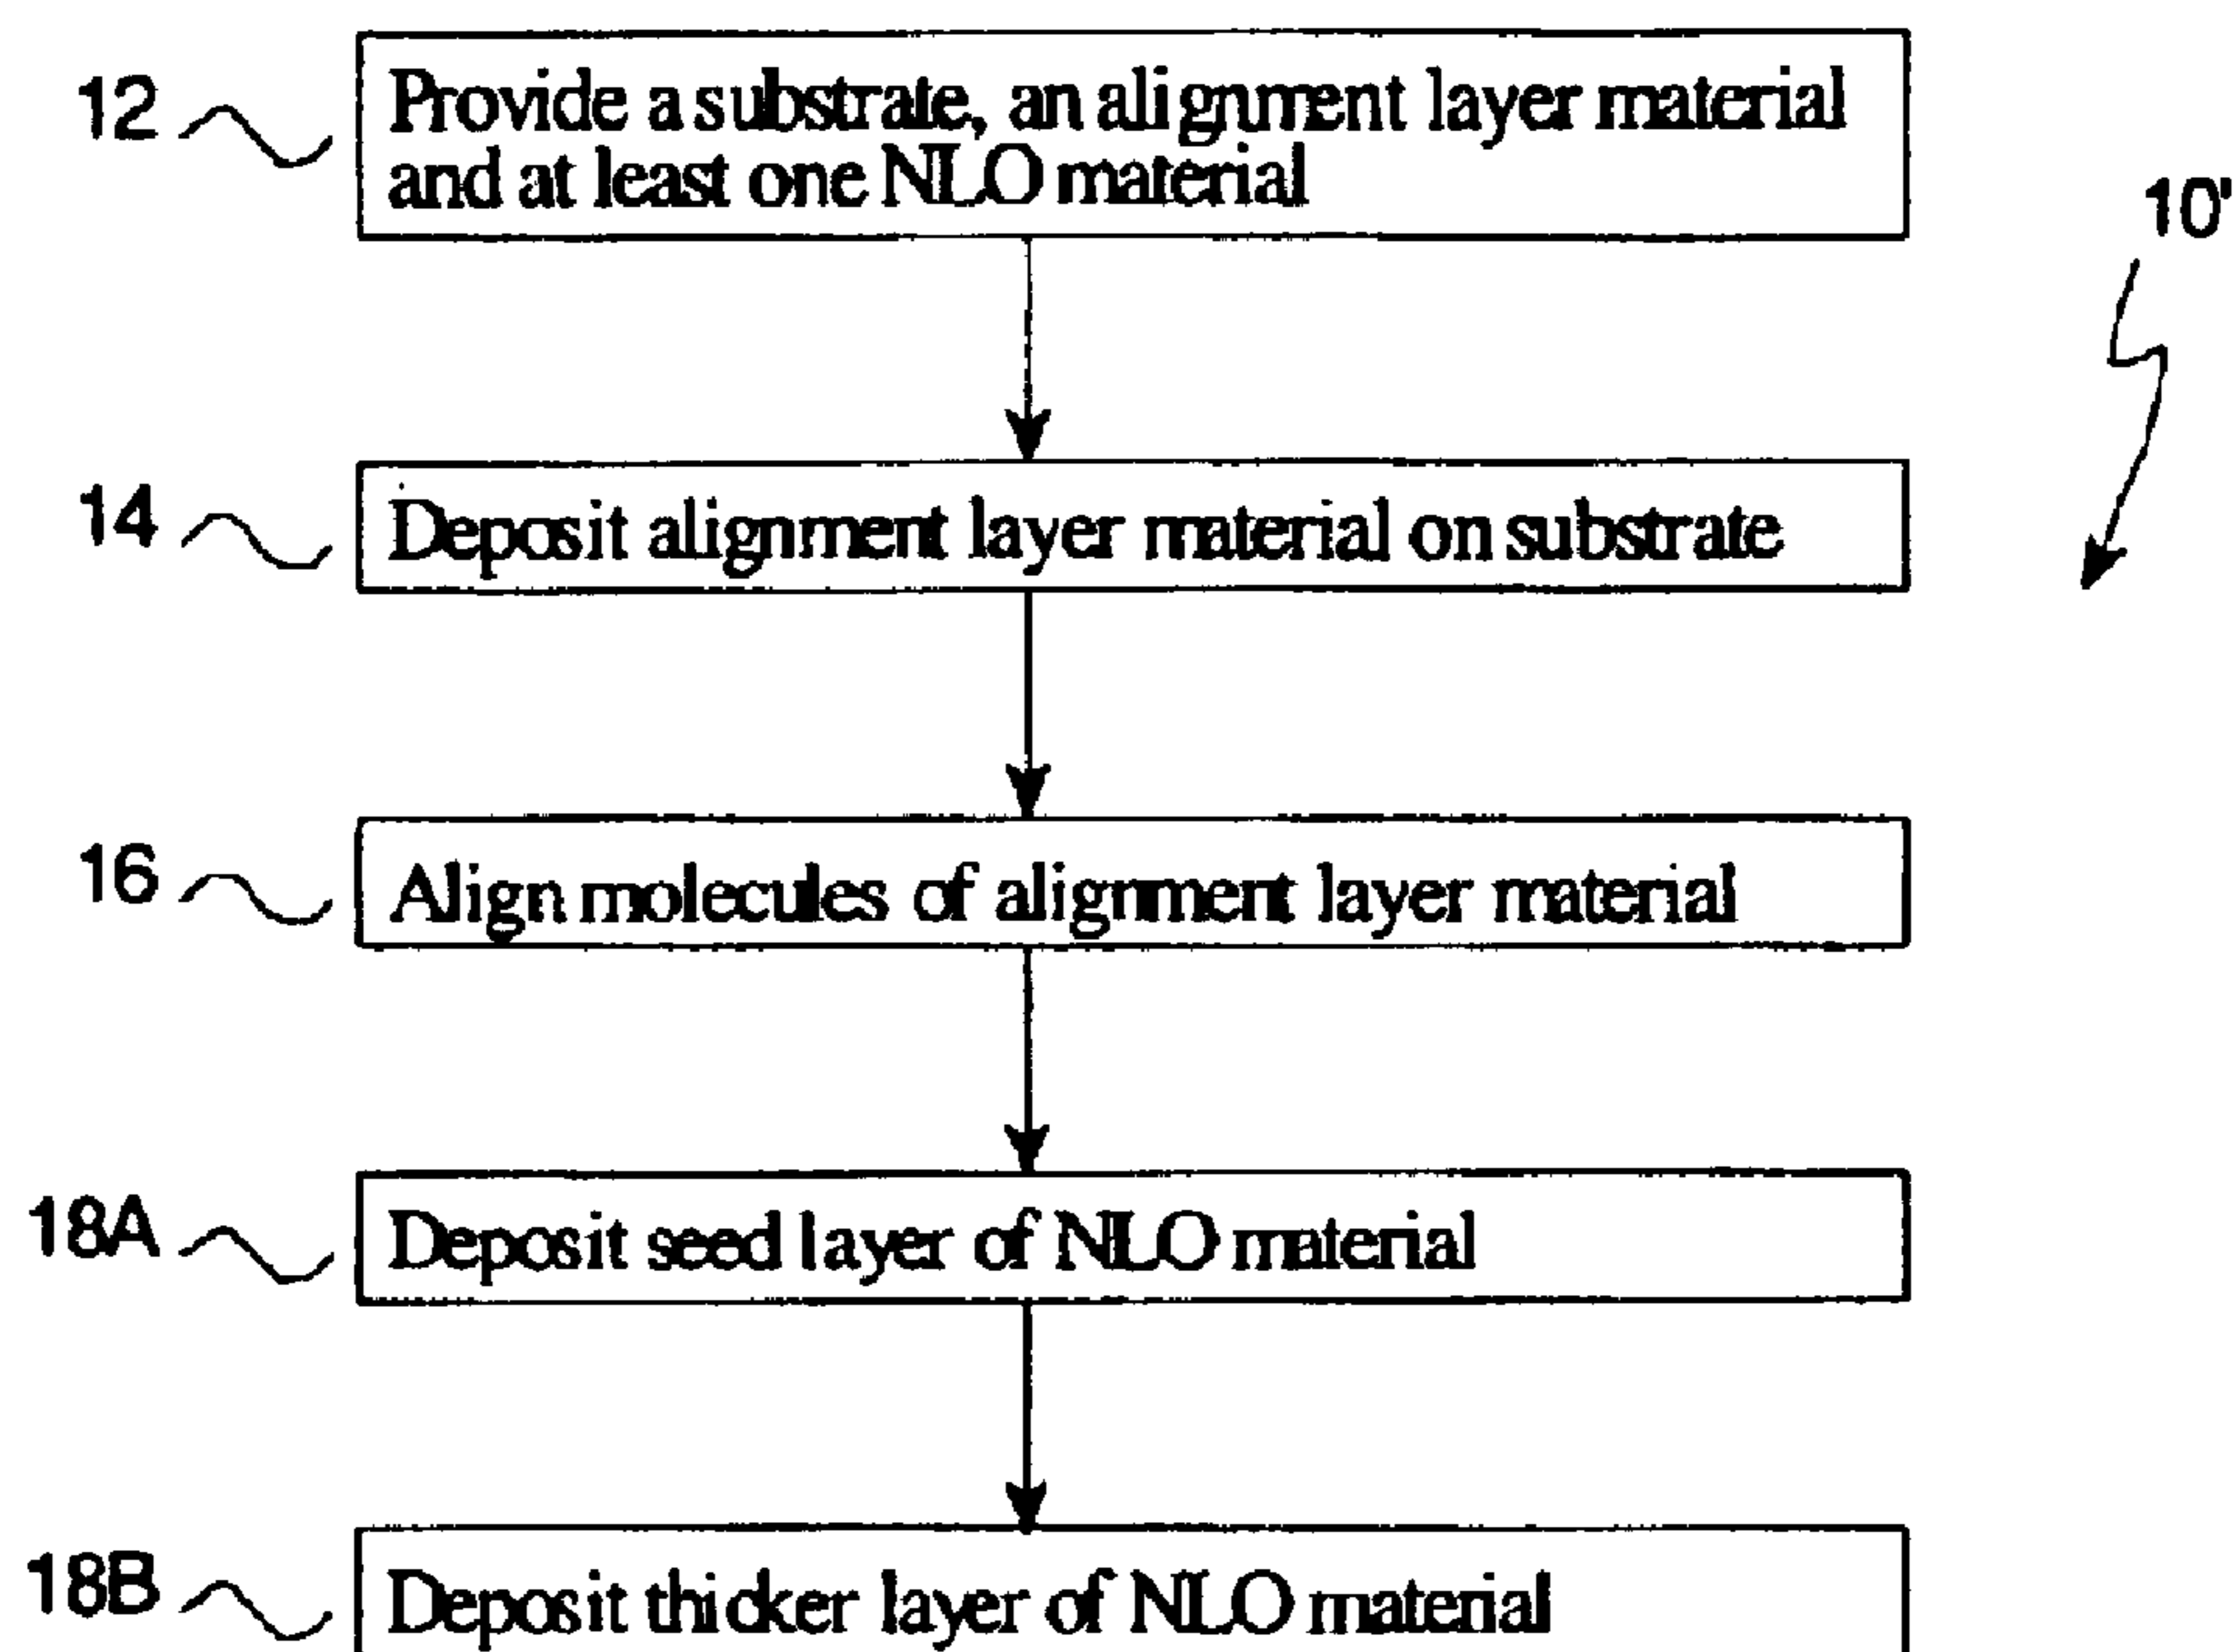 12
Provide a substrate, an alignment layer material
and at least one NLO material
10'
14
Deposit alignment layer material on substrate
16
Align molecules of alignment layer material
18A
Deposit seed layer of NLO material
18B
Deposit thicker layer of NLO material